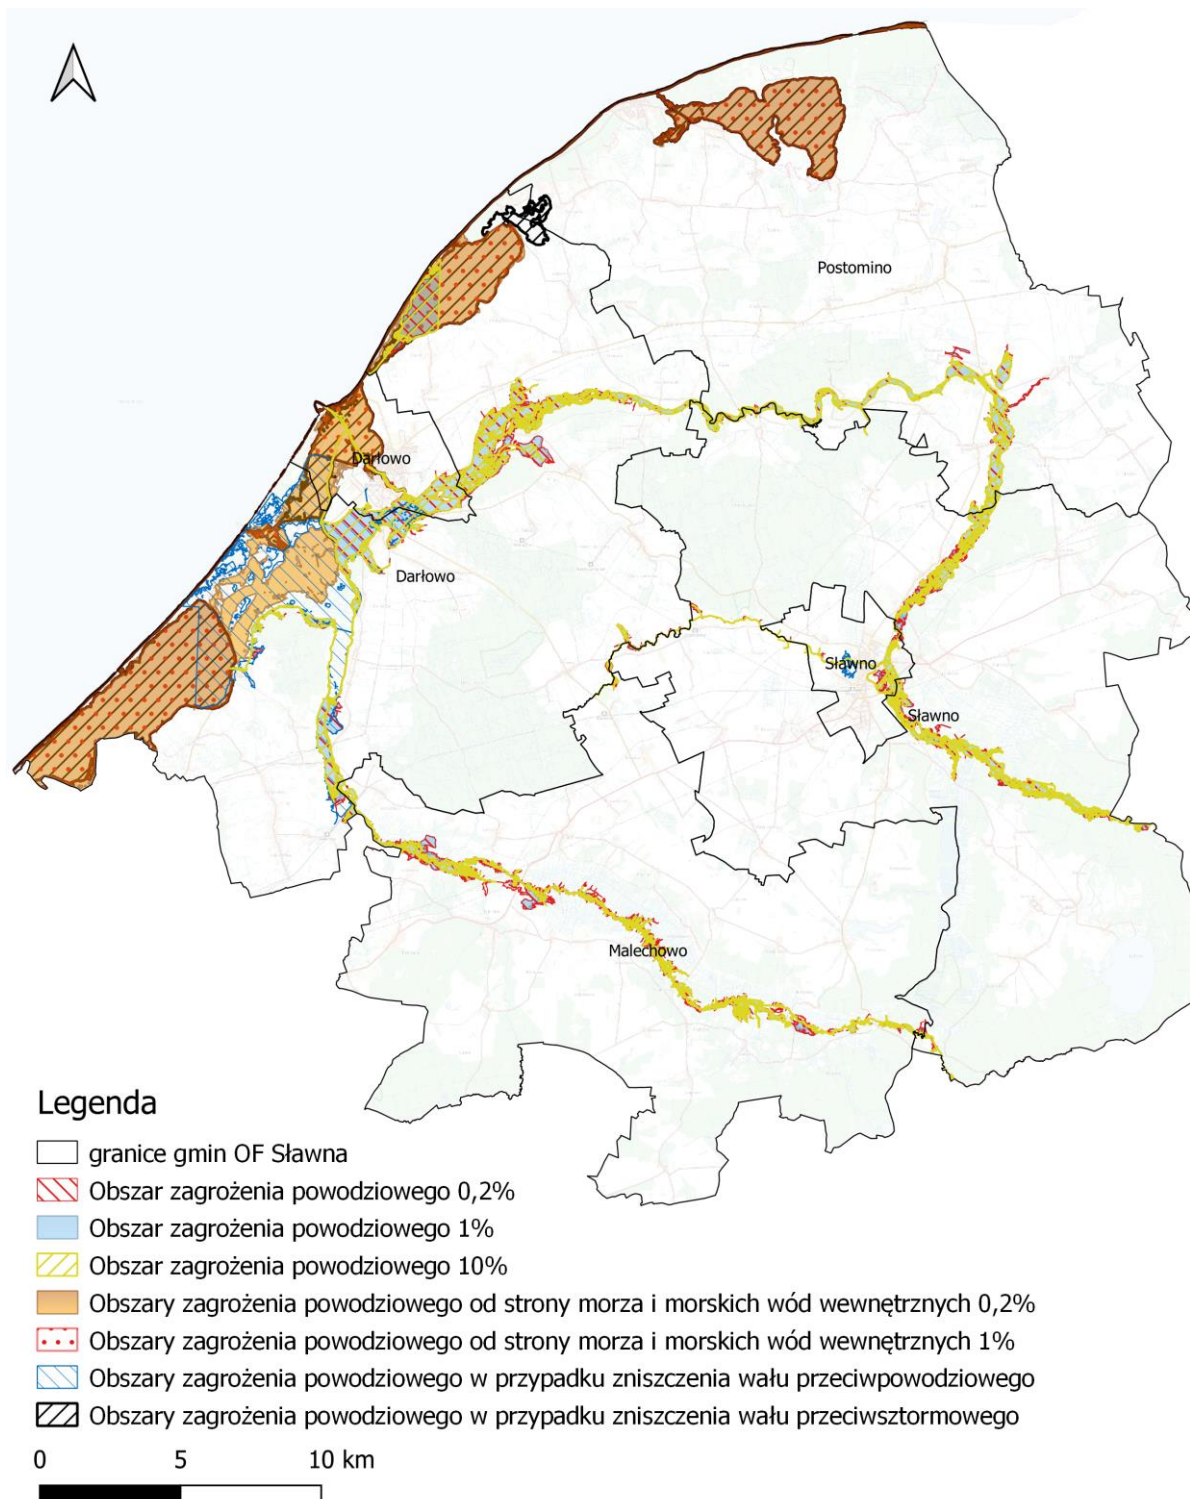 Postomino
Darłowo
Darłowo
Sławno
Sławno
Malechowo
Legenda
granice gmin OF Sławna
Obszar zagrożenia powodziowego 0,2%
Obszar zagrożenia powodziowego 1%
Obszar zagrożenia powodziowego 10%
Obszary zagrożenia powodziowego od strony morza i morskich wód wewnętrznych 0,2%
Obszary zagrożenia powodziowego od strony morza i morskich wód wewnętrznych 1%
Obszary zagrożenia powodziowego w przypadku zniszczenia wału przeciwpowodziowego
Obszary zagrożenia powodziowego w przypadku zniszczenia wału przeciwsztormowego
0 5 10 km